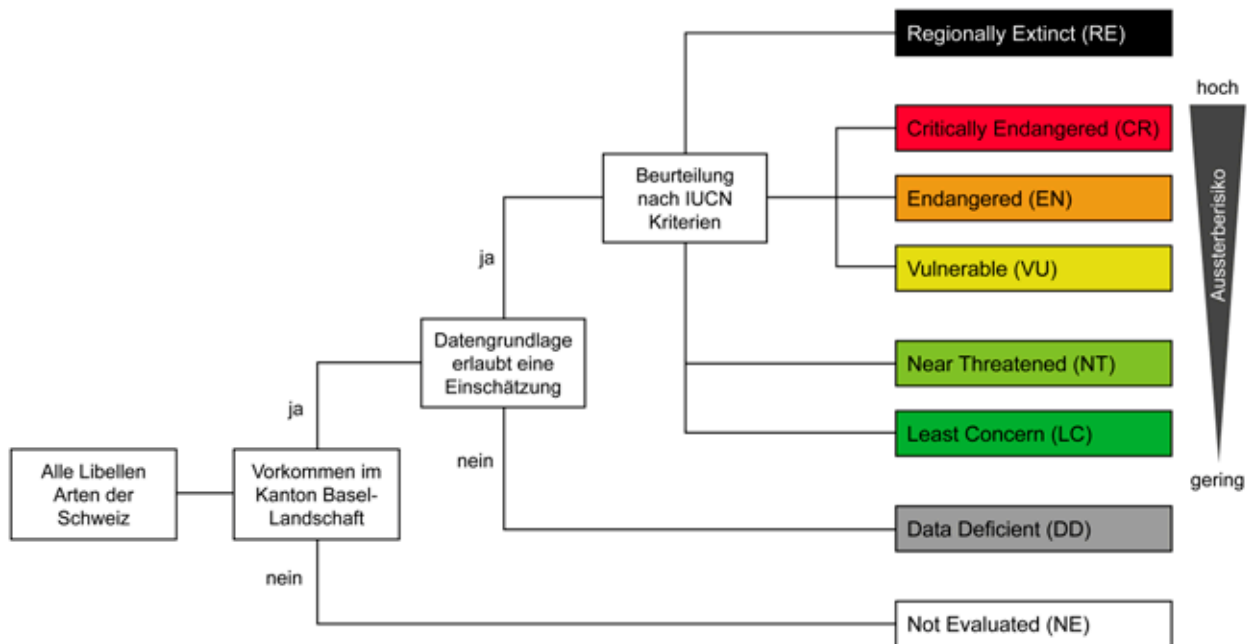 Regionally Extinct (RE)
hoch
Critically Endangered (CR)
Beurteilung
nach IUCN
Kriterien
Endangered (EN)
Aussterberisiko
ja
Vulnerable (VU)
Datengrundlage
erlaubt eine
Einschätzung
Near Threatened (NT)
ja
Least Concern (LC)
nein
gering
Alle Libellen
Arten der
Schweiz
Vorkommen im
Kanton Basel-
Landschaft
Data Deficient (DD)
nein
Not Evaluated (NE)